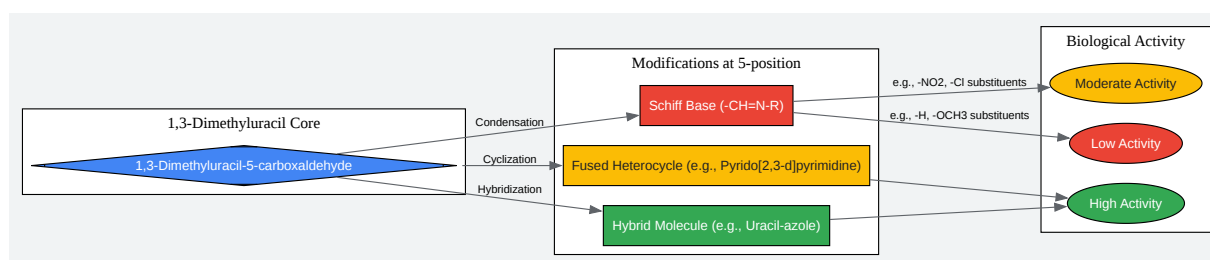 1,3-Dimethyluracil Core
1,3-Dimethyluracil-5-carboxaldehyde
Condensation
Cyclization
Hybridization
Modifications at 5-position
Schiff Base (-CH=N-R)
Fused Heterocycle (e.g., Pyrido[2,3-d]pyrimidine)
Hybrid Molecule (e.g., Uracil-azole)
e.g., -NO2, -Cl substituents
e.g., -H, -OCH3 substituents
Biological Activity
Moderate Activity
Low Activity
High Activity